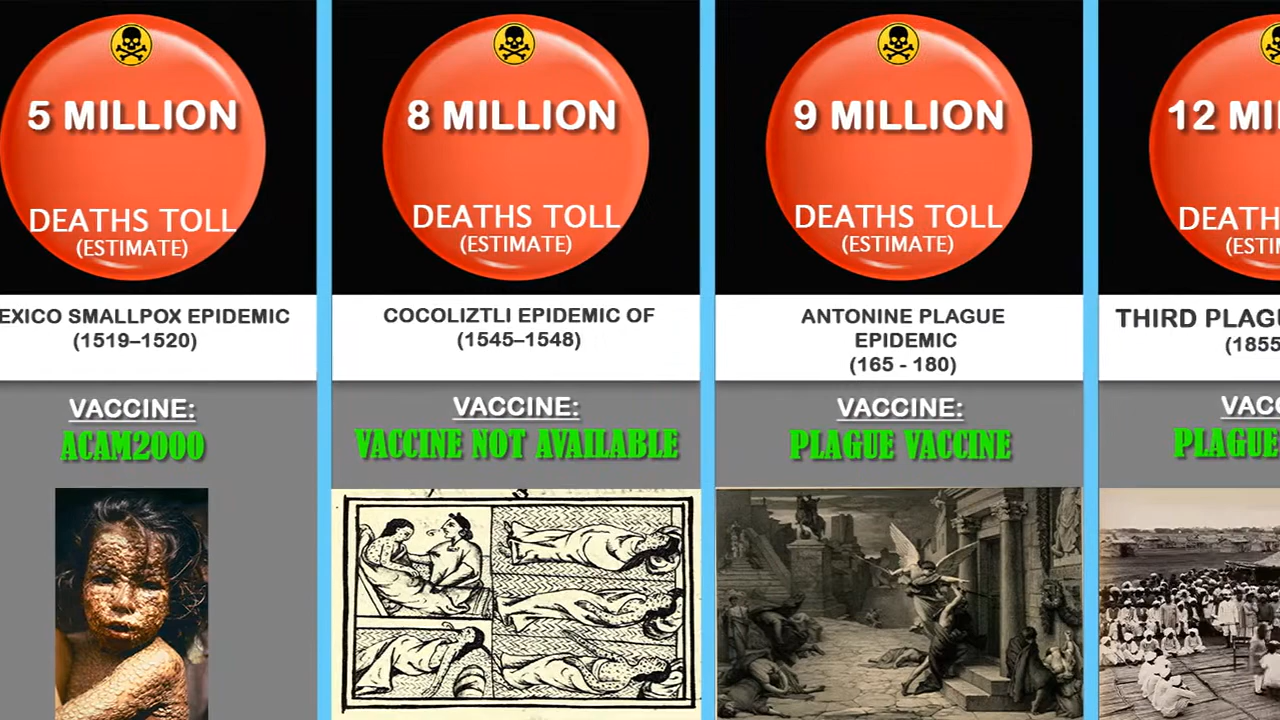 5 MILLION
DEATHS TOLL
(ESTIMATE)
EXICO SMALLPOX EPIDEMIC
(1519–1520)
VACCINE:
ACAM2000
8 MILLION
DEATHS TOLL
(ESTIMATE)
COCOLIZTLI EPIDEMIC OF
(1545–1548)
VACCINE:
VACCINE NOT AVAILABLE
9 MILLION
DEATHS TOLL
(ESTIMATE)
ANTONINE PLAGUE
EPIDEMIC
(165 - 180)
VACCINE:
PLAGUE VACCINE
12 MI
DEATH
(ESTI
THIRD PLAG
(1855
VACC
PLAGUE